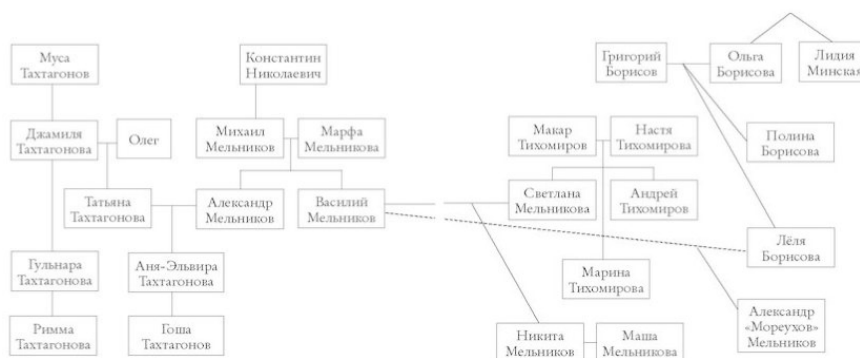 Муса
Тахтагонов
Константин
Николаевич
Григорий
Борисов
Ольга
Борисова
Лидия
Минская
Джамиля
Тахтагонова
Олег
Михаил
Мельников
Марфа
Мельникова
Макар
Тихомиров
Настя
Тихомирова
Полина
Борисова
Татьяна
Тахтагонова
Александр
Мельников
Василий
Мельников
Светлана
Мельникова
Андрей
Тихомиров
Гульнара
Тахтагонова
Аня-Эльвира
Тахтагонова
Марина
Тихомирова
Лёля
Борисова
Римма
Тахтагонова
Гоша
Тахтагонов
Никита
Мельников
Маша
Мельникова
Александр
«Мореухов»
Мельников